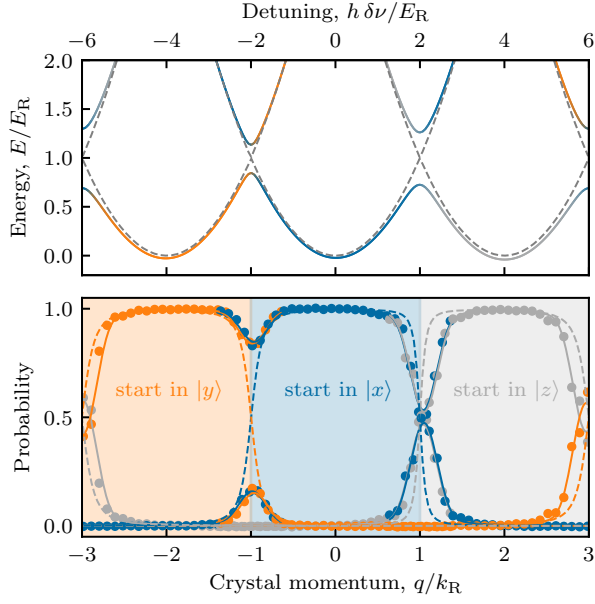 Detuning, h δν/E_R
−6 −4 −2 0 2 4 6
Energy, E/E_R
2.0
1.0
0.5
0.0
Probability
1.0
0.5
0.0
start in |y⟩ start in |x⟩ start in |z⟩
−3 −2 −1 0 1 2 3
Crystal momentum, q/k_R